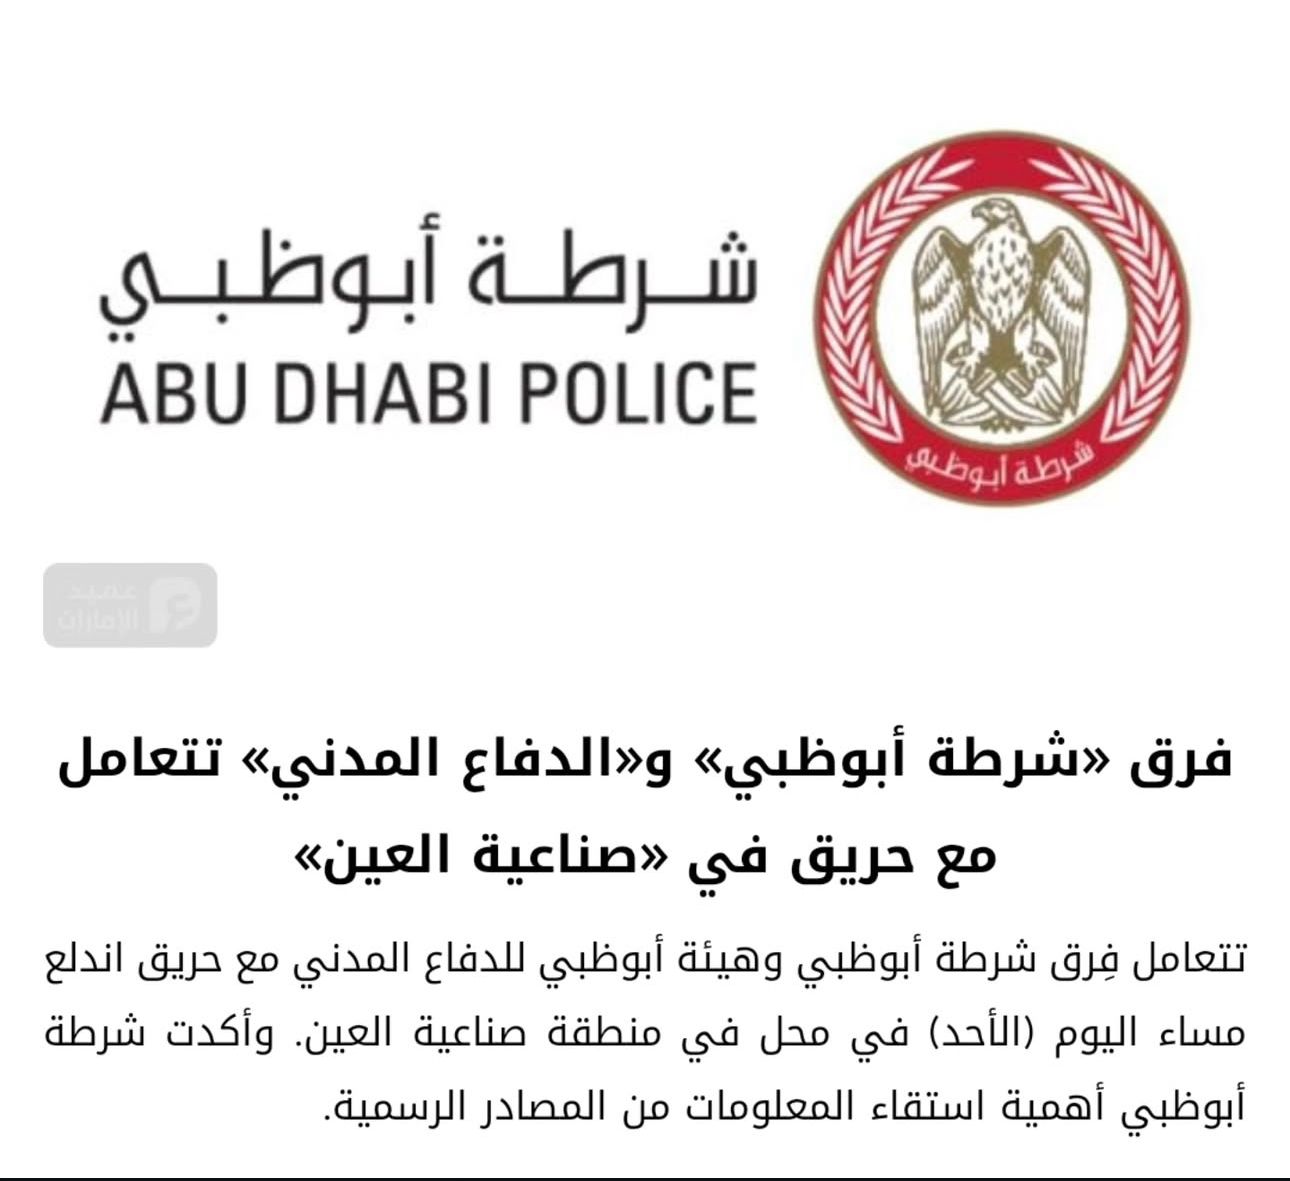 شرطة أبوظبي
ABU DHABI POLICE
شرطة أبوظبي
عميد
الإمارات
فرق «شرطة أبوظبي» و«الدفاع المدني» تتعامل
مع حريق في «صناعية العين»
تتعامل فِرق شرطة أبوظبي وهيئة أبوظبي للدفاع المدني مع حريق اندلع
مساء اليوم (الأحد) في محل في منطقة صناعية العين. وأكدت شرطة
أبوظبي أهمية استقاء المعلومات من المصادر الرسمية.